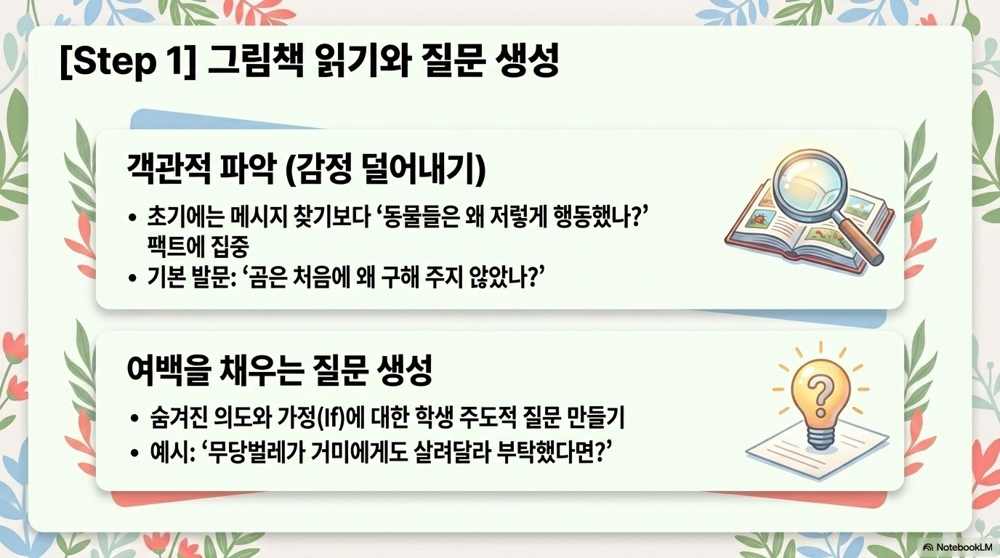 [Step 1] 그림책 읽기와 질문 생성
객관적 파악 (감정 덜어내기)
• 초기에는 메시지 찾기보다 ‘동물들은 왜 저렇게 행동했나?’
팩트에 집중
• 기본 발문: ‘곰은 처음에 왜 구해 주지 않았나?’
여백을 채우는 질문 생성
• 숨겨진 의도와 가정(If)에 대한 학생 주도적 질문 만들기
• 예시: ‘무당벌레가 거미에게도 살려달라 부탁했다면?’
?
NotebookLM